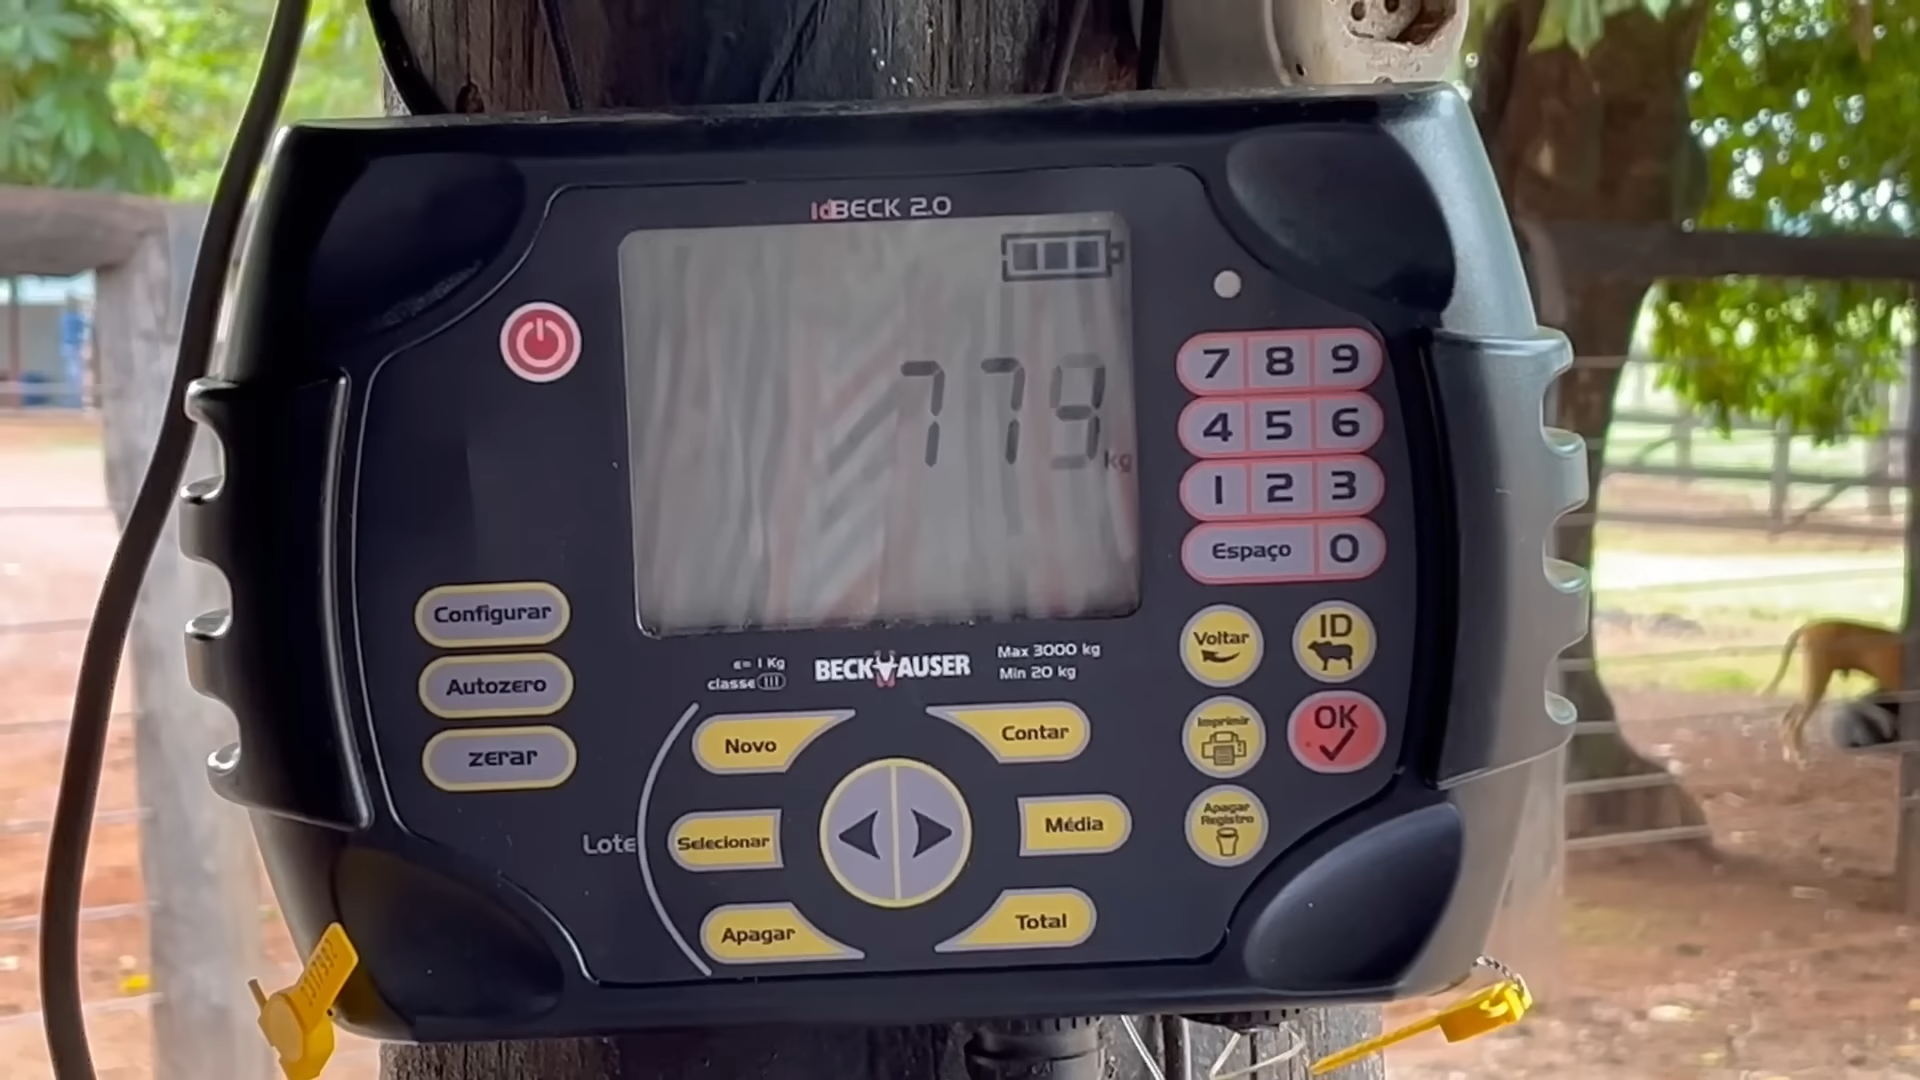 IdBECK 2.0
779 kg
7 8 9
4 5 6
1 2 3
Espaço 0
Configurar
Autozero
zerar
e= 1 Kg
classe III
BECKHAUSER
Max 3000 kg
Min 20 kg
Voltar
ID
Imprimir
OK
Apagar
Registro
Lote
Novo
Selecionar
Apagar
Contar
Média
Total